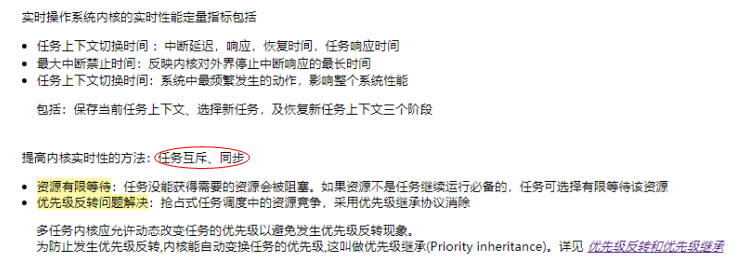 实时操作系统内核的实时性能定量指标包括
任务上下文切换时间 ：中断延迟，响应，恢复时间，任务响应时间
最大中断禁止时间：反映内核对外界停止中断响应的最长时间
任务上下文切换时间：系统中最频繁发生的动作，影响整个系统性能
包括：保存当前任务上下文、选择新任务，及恢复新任务上下文三个阶段
提高内核实时性的方法：任务互斥、同步
资源有限等待：任务没能获得需要的资源会被阻塞。如果资源不是任务继续运行必备的，任务可选择有限等待该资源
优先级反转问题解决：抢占式任务调度中的资源竞争，采用优先级继承协议消除
多任务内核应允许动态改变任务的优先级以避免发生优先级反转现象。
为防止发生优先级反转,内核能自动变换任务的优先级,这叫做优先级继承(Priority inheritance)。详见 优先级反转和优先级继承